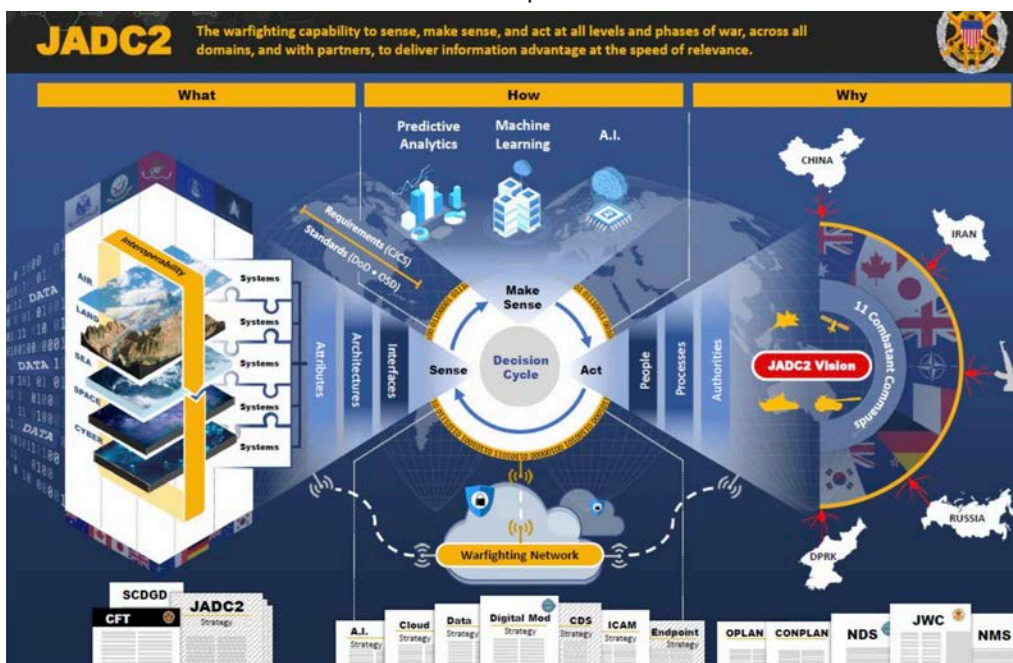 JADC2
The warfighting capability to sense, make sense, and act at all levels and phases of war, across all
domains, and with partners, to deliver information advantage at the speed of relevance.
What
How
Why
Predictive
Analytics
Machine
Learning
A.I.
Requirements (CJCS)
Standards (DoD • OSD)
Interoperability
AIR
LAND
SEA
SPACE
CYBER
DATA
DATA
DATA
Systems
Systems
Systems
Systems
Systems
Attributes
Architectures
Interfaces
Make
Sense
Sense
Decision
Cycle
Act
People
Processes
Authorities
JADC2 Vision
11 Combatant Commands
CHINA
IRAN
RUSSIA
DPRK
Warfighting Network
SCDGD
CFT
JADC2
Strategy
A.I.
Strategy
Cloud
Strategy
Data
Strategy
Digital Mod
Strategy
CDS
Strategy
ICAM
Strategy
Endpoint
Strategy
OPLAN
CONPLAN
NDS
JWC
NMS